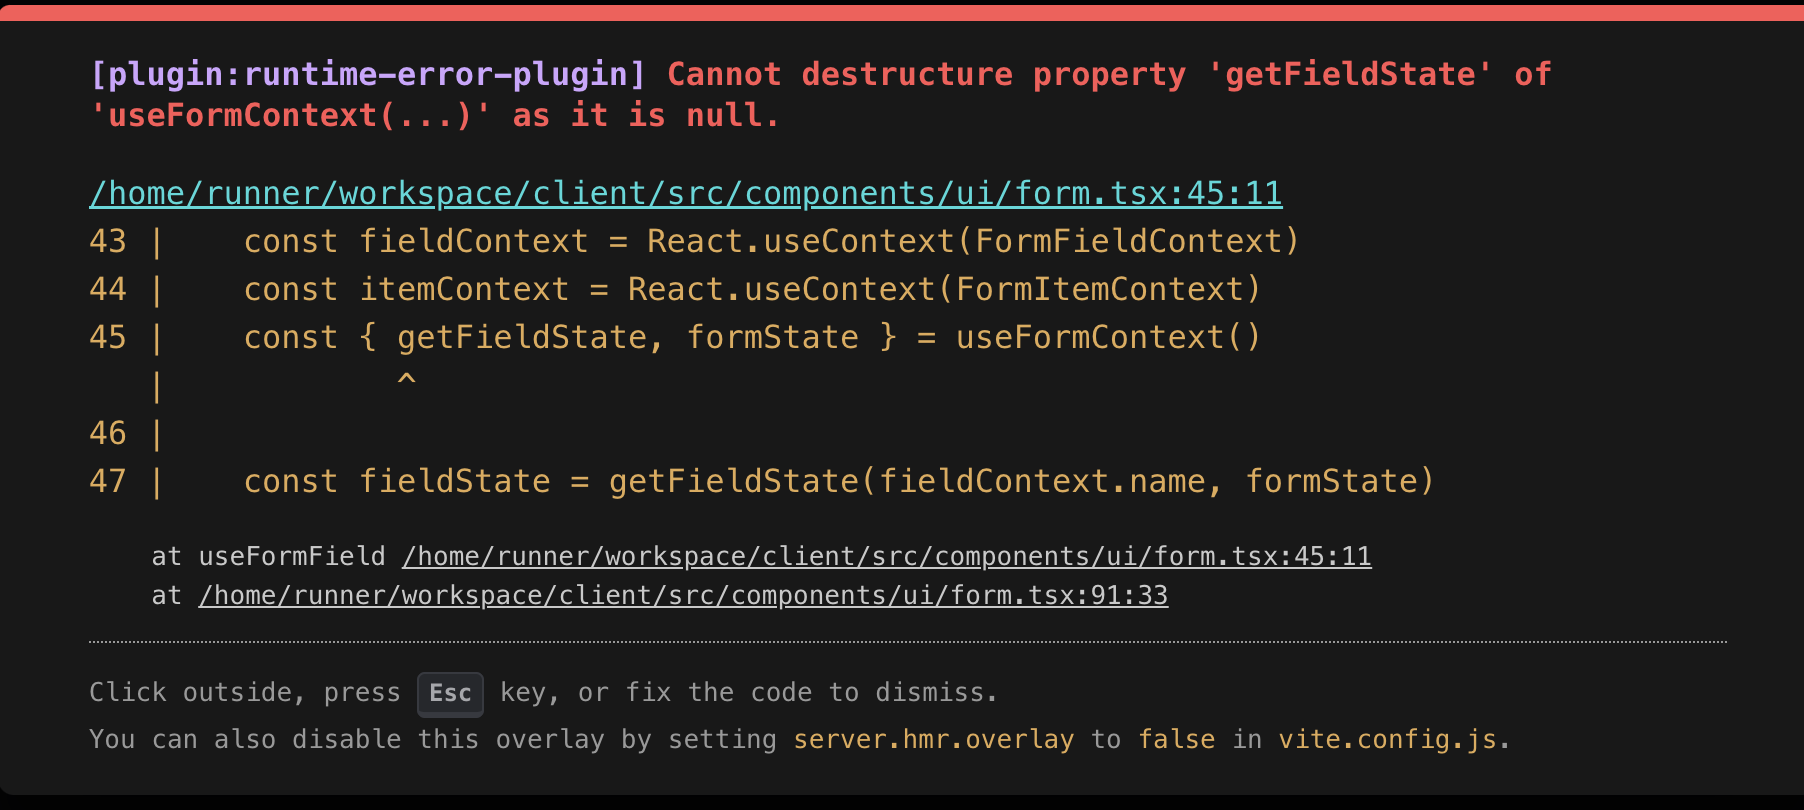 [plugin:runtime-error-plugin] Cannot destructure property 'getFieldState' of
'useFormContext(...)' as it is null.
/home/runner/workspace/client/src/components/ui/form.tsx:45:11
43 |    const fieldContext = React.useContext(FormFieldContext)
44 |    const itemContext = React.useContext(FormItemContext)
45 |    const { getFieldState, formState } = useFormContext()
   |            ^
46 |
47 |    const fieldState = getFieldState(fieldContext.name, formState)
    at useFormField /home/runner/workspace/client/src/components/ui/form.tsx:45:11
    at /home/runner/workspace/client/src/components/ui/form.tsx:91:33
Click outside, press Esc key, or fix the code to dismiss.
You can also disable this overlay by setting server.hmr.overlay to false in vite.config.js.